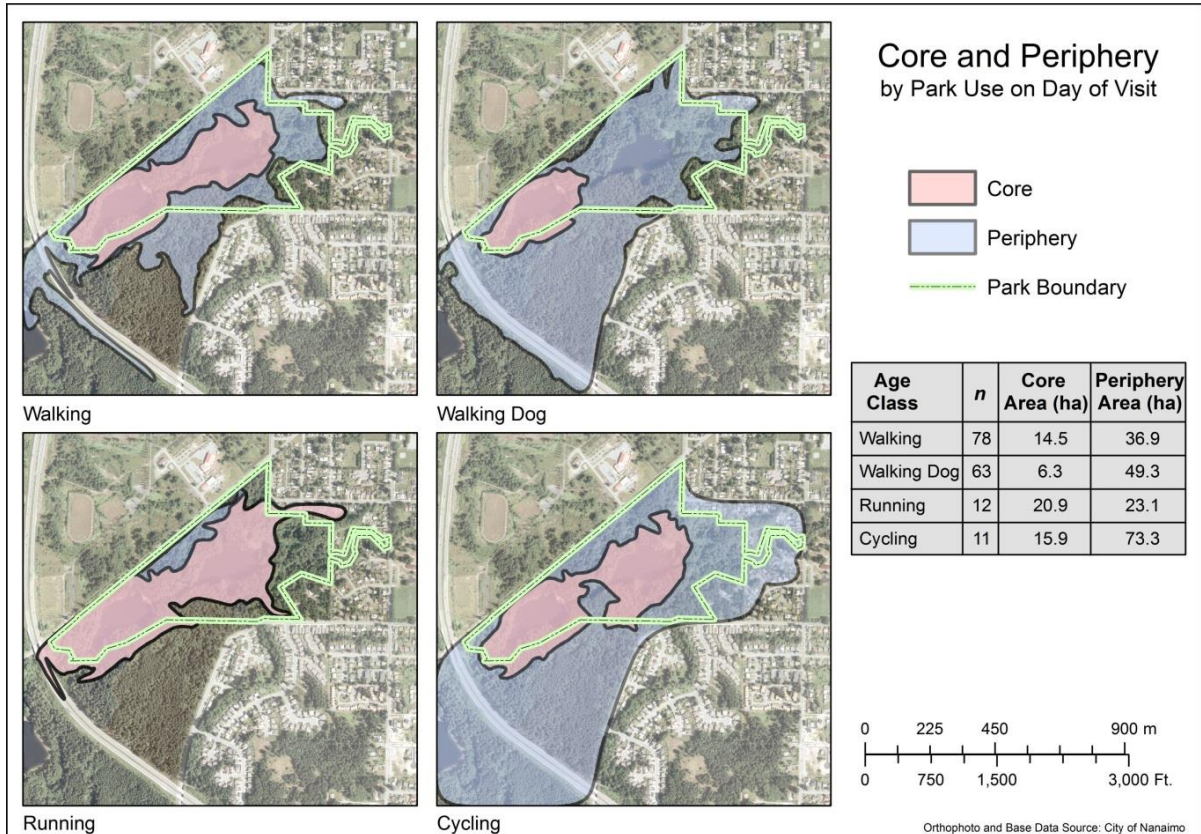 Core and Periphery
by Park Use on Day of Visit
Core
Periphery
Park Boundary
Age Class n Core Area (ha) Periphery Area (ha)
Walking 78 14.5 36.9
Walking Dog 63 6.3 49.3
Running 12 20.9 23.1
Cycling 11 15.9 73.3
Walking
Walking Dog
Running
Cycling
0 225 450 900 m
0 750 1,500 3,000 Ft.
Orthophoto and Base Data Source: City of Nanaimo